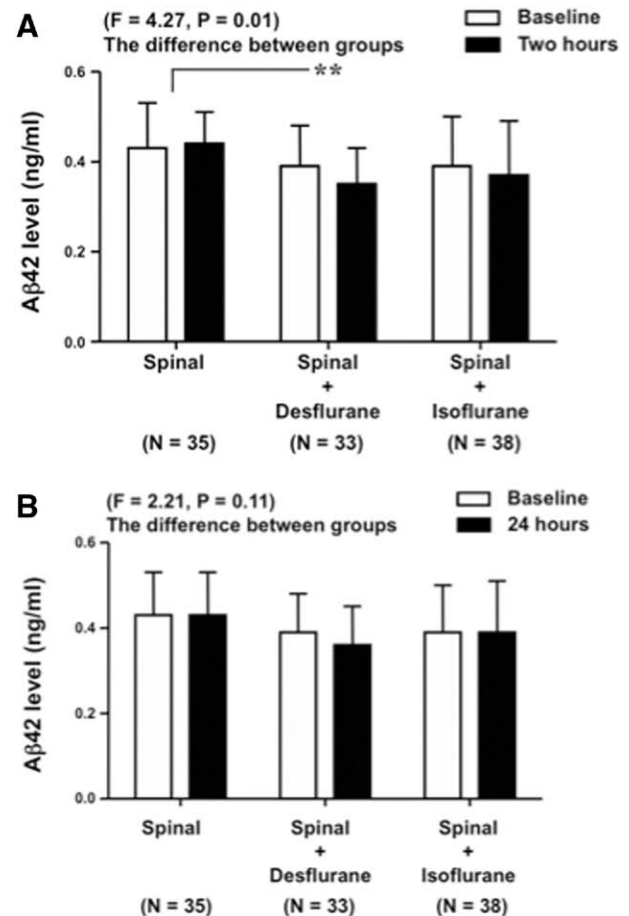 A
(F = 4.27, P = 0.01)
The difference between groups
Baseline
Two hours
**
Aβ42 level (ng/ml)
0.6
0.4
0.2
0.0
Spinal
Spinal
+
Desflurane
Spinal
+
Isoflurane
(N = 35)
(N = 33)
(N = 38)
B
(F = 2.21, P = 0.11)
The difference between groups
Baseline
24 hours
Aβ42 level (ng/ml)
0.6
0.4
0.2
0.0
Spinal
Spinal
+
Desflurane
Spinal
+
Isoflurane
(N = 35)
(N = 33)
(N = 38)